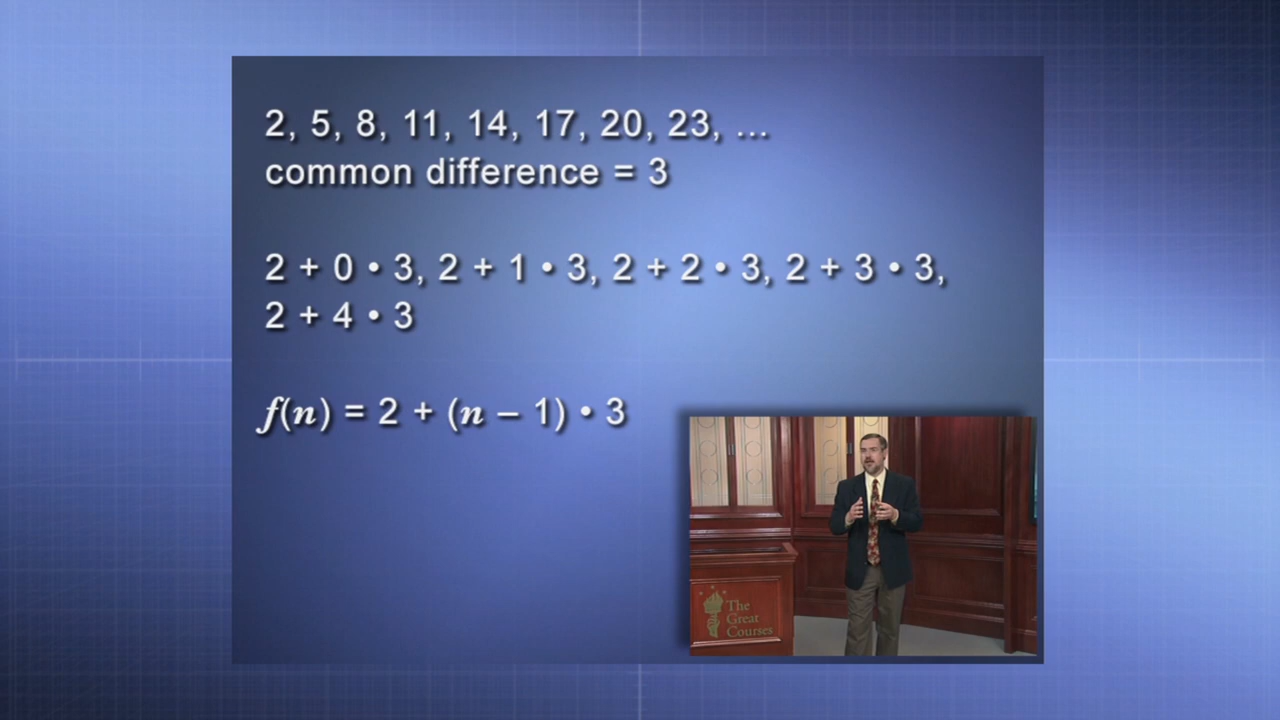 2, 5, 8, 11, 14, 17, 20, 23, ...
common difference = 3
2 + 0 • 3, 2 + 1 • 3, 2 + 2 • 3, 2 + 3 • 3,
2 + 4 • 3
f(n) = 2 + (n – 1) • 3
The
Great
Courses